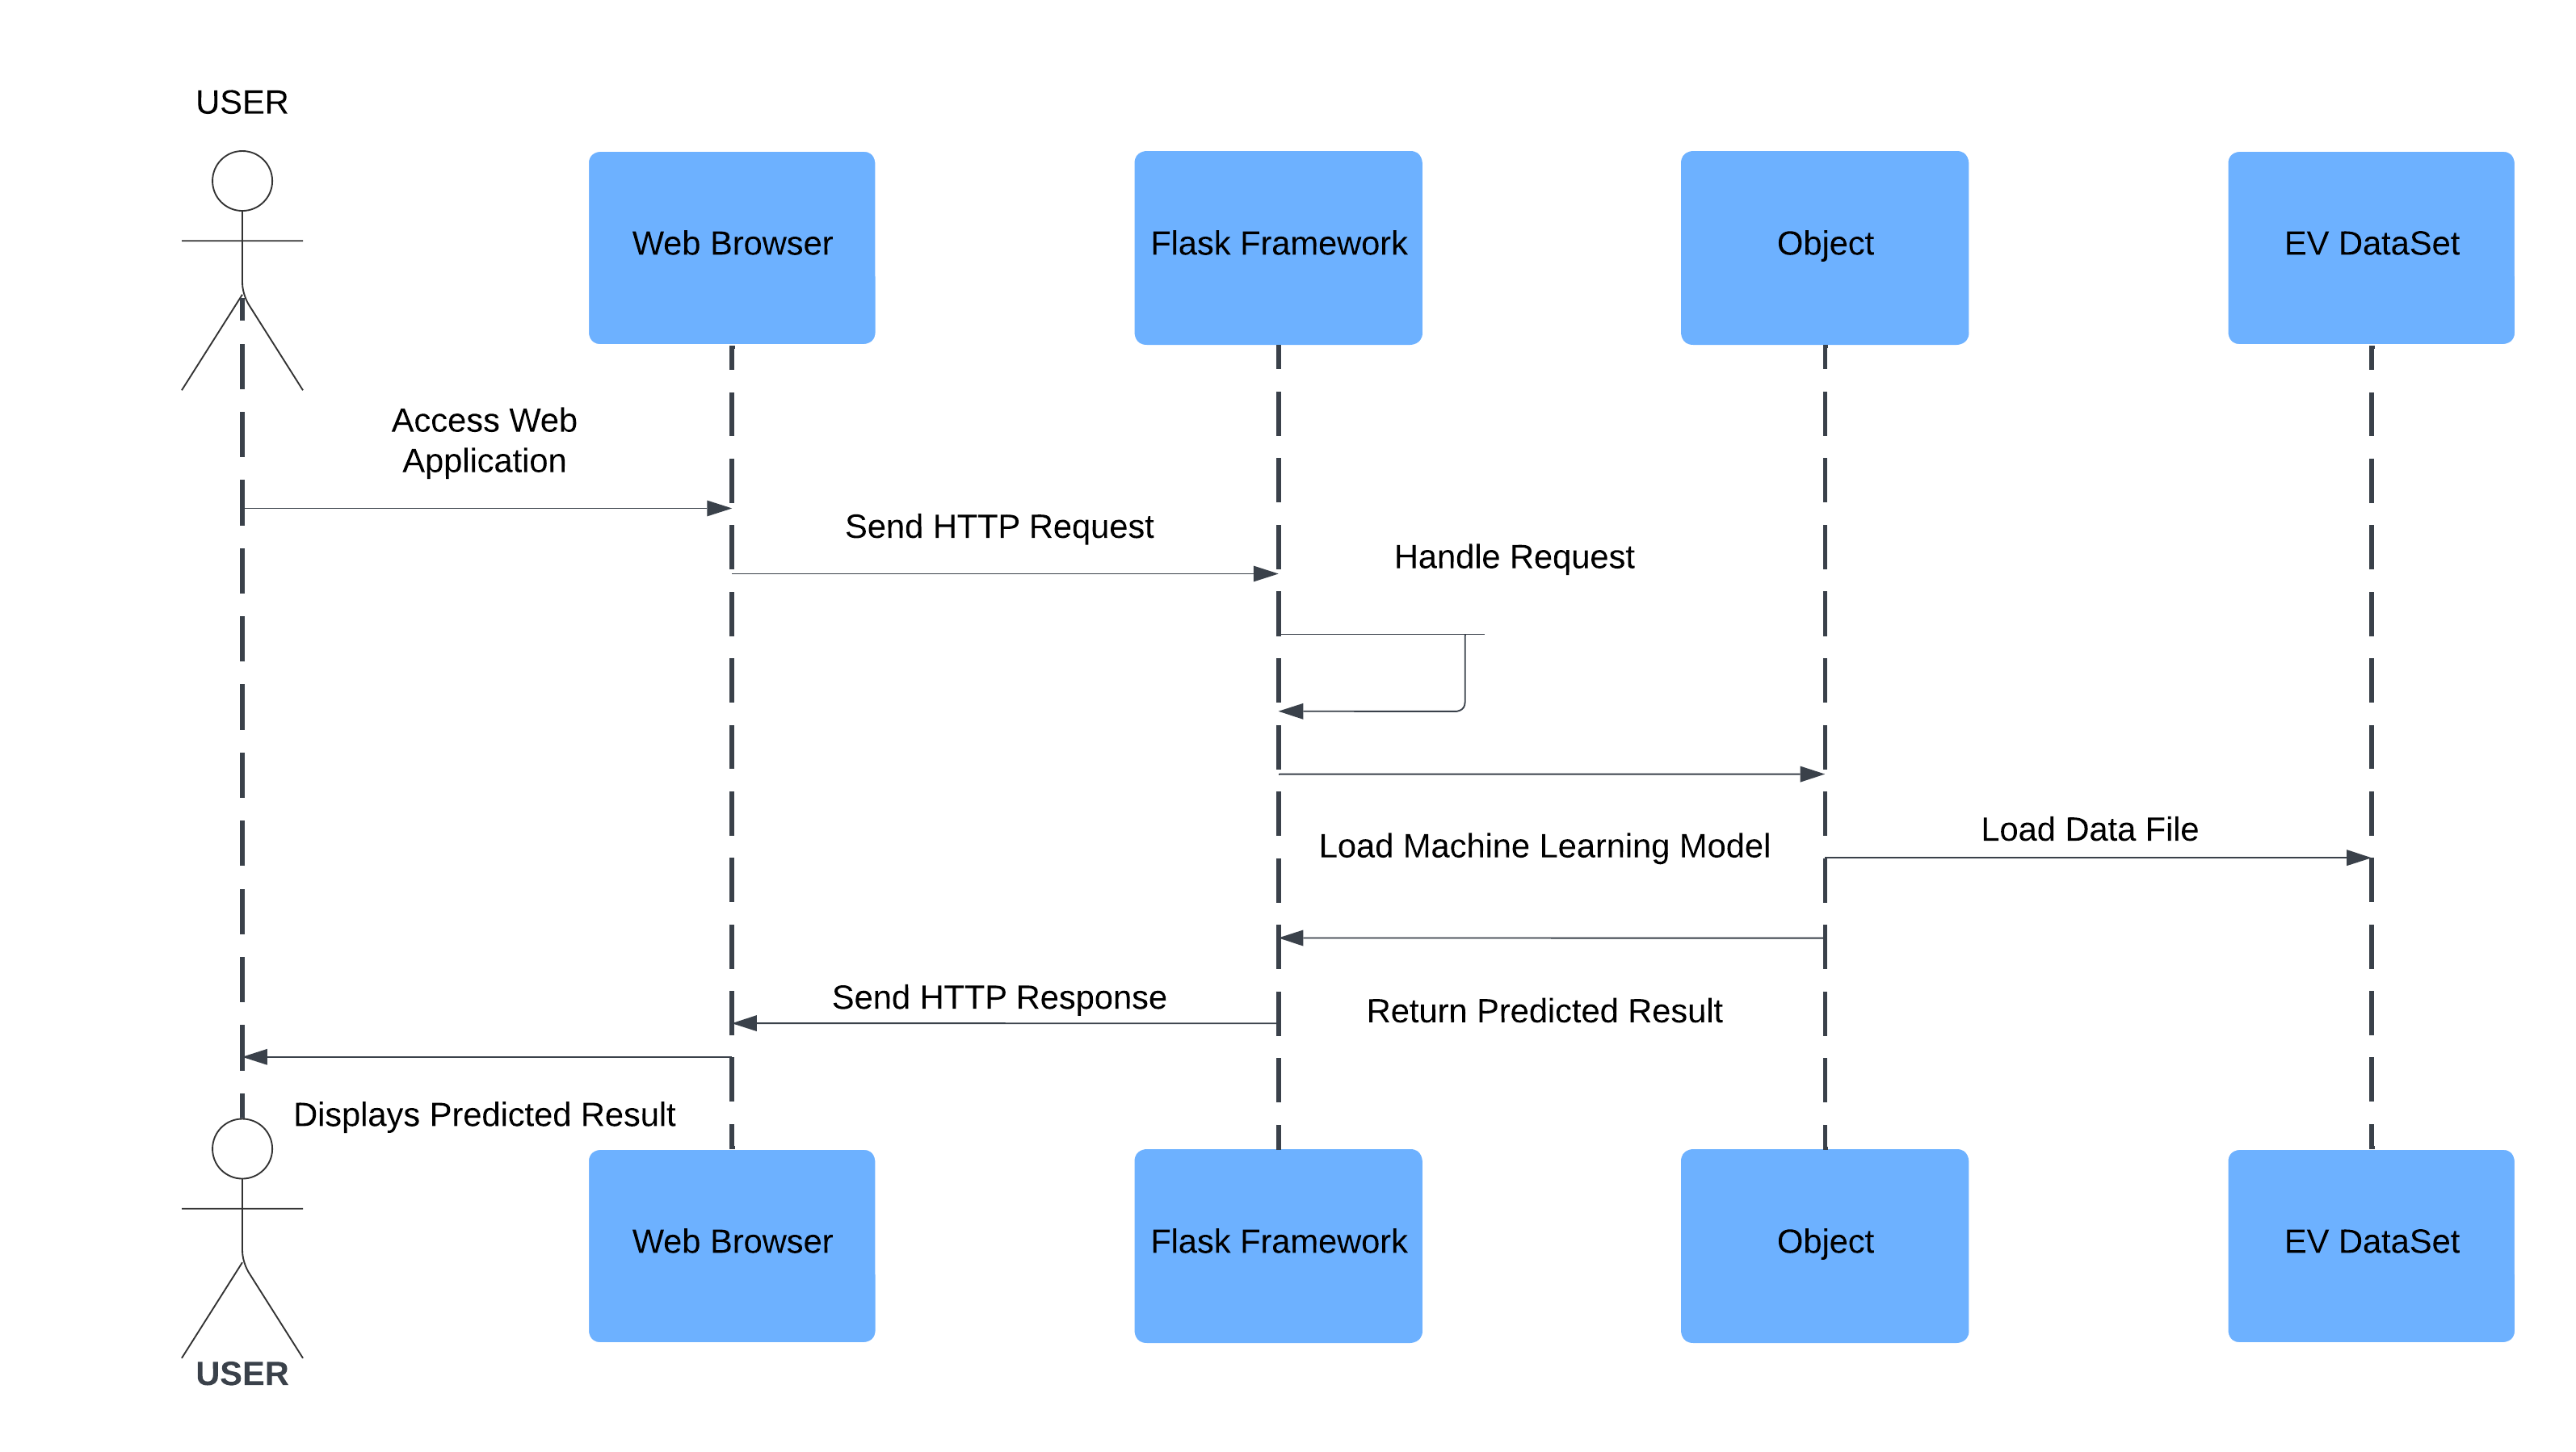 USER
Web Browser
Flask Framework
Object
EV DataSet
Access Web
Application
Send HTTP Request
Handle Request
Load Machine Learning Model
Load Data File
Send HTTP Response
Return Predicted Result
Displays Predicted Result
Web Browser
Flask Framework
Object
EV DataSet
USER